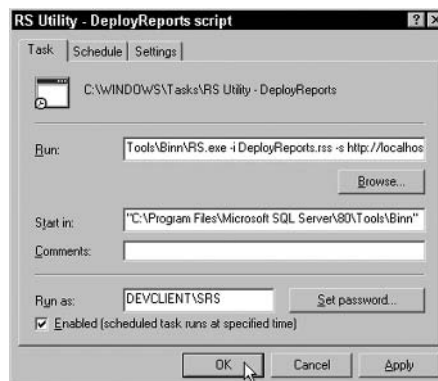 RS Utility - DeployReports script
Task Schedule Settings
C:\WINDOWS\Tasks\RS Utility - DeployReports
Run: Tools\Binn\RS.exe -i DeployReports.rss -s http://localhos
Browse...
Start in: "C:\Program Files\Microsoft SQL Server\80\Tools\Binn"
Comments:
Run as: DEVCLIENT\SRS Set password...
Enabled (scheduled task runs at specified time)
OK Cancel Apply